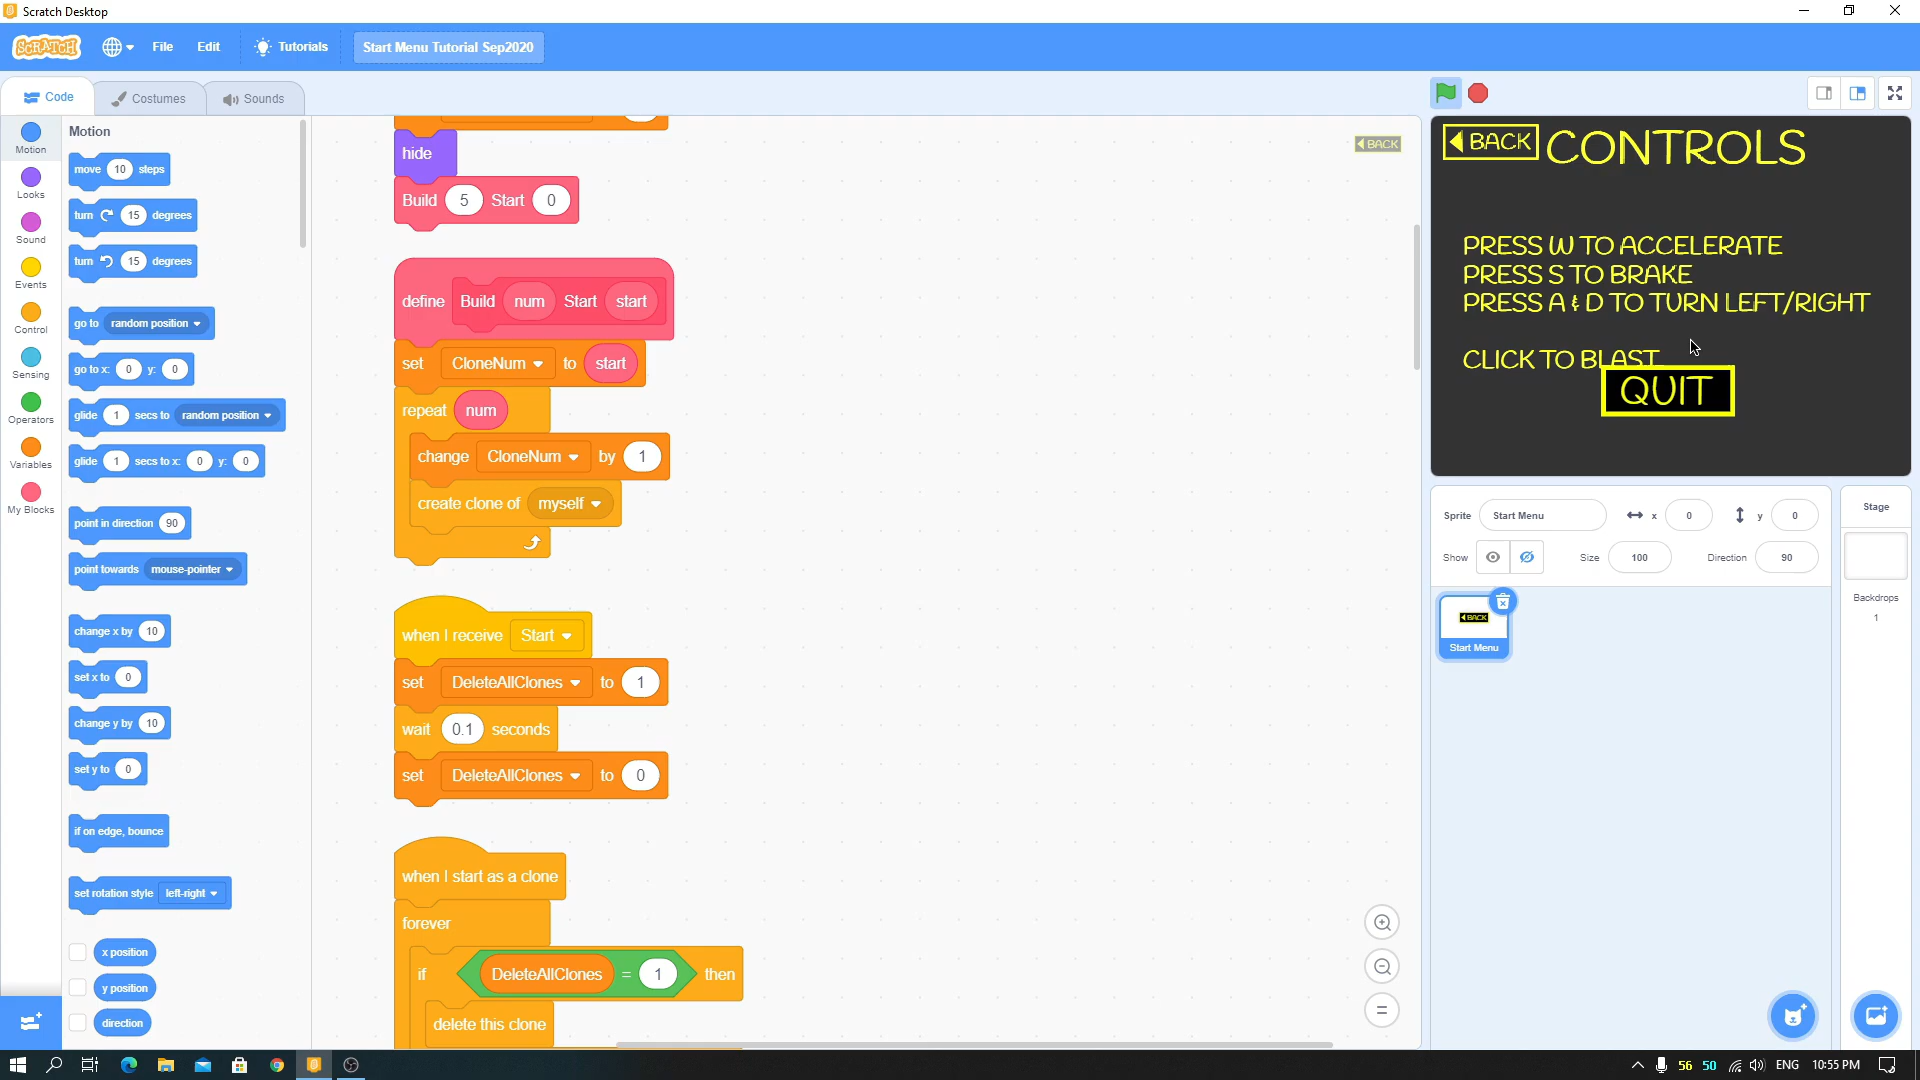 Scratch Desktop
SCRATCH File Edit Tutorials Start Menu Tutorial Sep2020
Code Costumes Sounds
Motion
Looks
Sound
Events
Control
Sensing
Operators
Variables
My Blocks
Motion
move 10 steps
turn 15 degrees
turn 15 degrees
go to random position
go to x: 0 y: 0
glide 1 secs to random position
glide 1 secs to x: 0 y: 0
point in direction 90
point towards mouse-pointer
change x by 10
set x to 0
change y by 10
set y to 0
if on edge, bounce
set rotation style left-right
x position
y position
direction
hide
Build 5 Start 0
define Build num Start start
set CloneNum to start
repeat num
change CloneNum by 1
create clone of myself
when I receive Start
set DeleteAllClones to 1
wait 0.1 seconds
set DeleteAllClones to 0
when I start as a clone
forever
if DeleteAllClones = 1 then
delete this clone
BACK
BACK CONTROLS
PRESS W TO ACCELERATE
PRESS S TO BRAKE
PRESS A & D TO TURN LEFT/RIGHT
CLICK TO BLAST
QUIT
Sprite Start Menu x 0 y 0
Show Size 100 Direction 90
BACK
Start Menu
Stage
Backdrops
1
56 50 ENG 10:55 PM